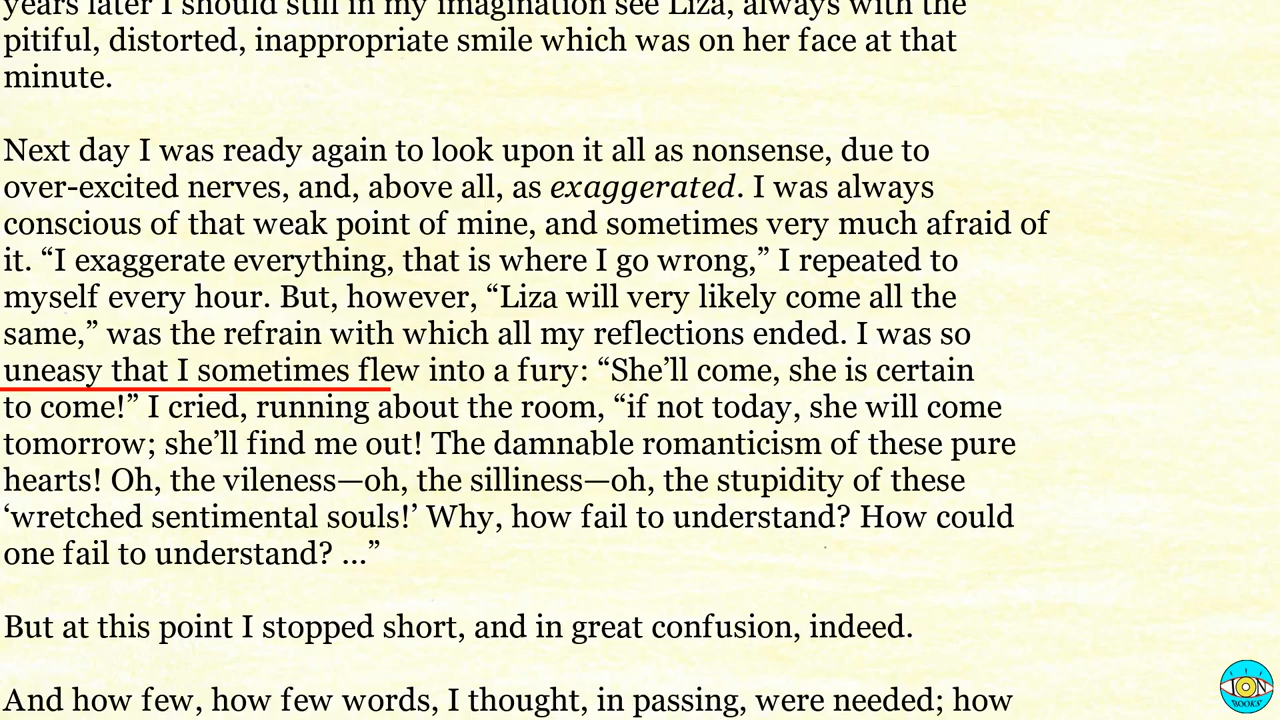 years later I should still in my imagination see Liza, always with the
pitiful, distorted, inappropriate smile which was on her face at that
minute.
Next day I was ready again to look upon it all as nonsense, due to
over-excited nerves, and, above all, as exaggerated. I was always
conscious of that weak point of mine, and sometimes very much afraid of
it. “I exaggerate everything, that is where I go wrong,” I repeated to
myself every hour. But, however, “Liza will very likely come all the
same,” was the refrain with which all my reflections ended. I was so
uneasy that I sometimes flew into a fury: “She’ll come, she is certain
to come!” I cried, running about the room, “if not today, she will come
tomorrow; she’ll find me out! The damnable romanticism of these pure
hearts! Oh, the vileness—oh, the silliness—oh, the stupidity of these
‘wretched sentimental souls!’ Why, how fail to understand? How could
one fail to understand? ...”
But at this point I stopped short, and in great confusion, indeed.
And how few, how few words, I thought, in passing, were needed; how
ION
BOOKS